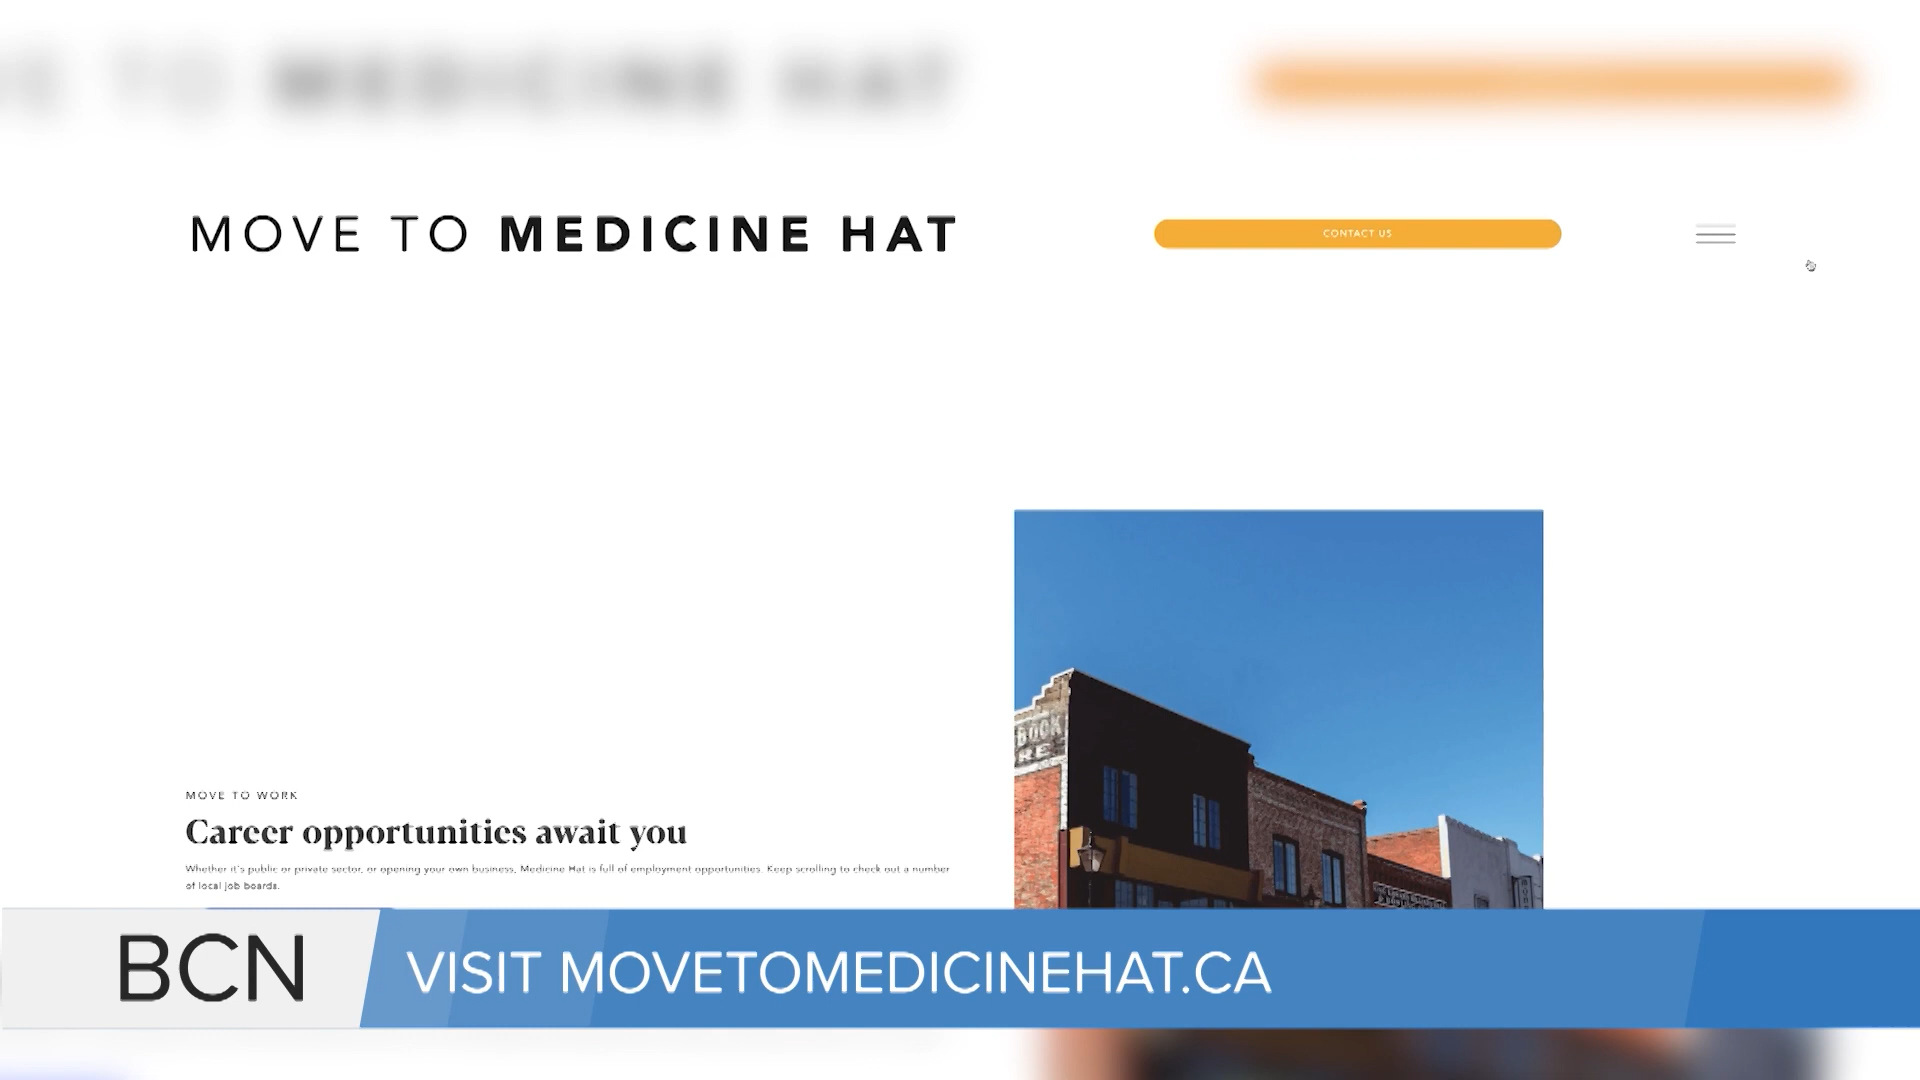 MOVE TO MEDICINE HAT
CONTACT US
MOVE TO WORK
Career opportunities await you
Whether it's public or private sector, or opening your own business, Medicine Hat is full of employment opportunities. Keep scrolling to check out a number
of local job boards.
BOOK
BCN
VISIT MOVETOMEDICINEHAT.CA